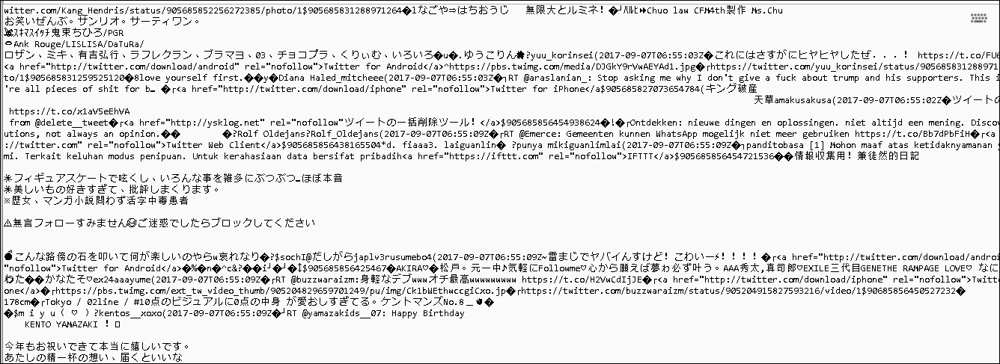 witter.com/Kang_Hendris/status/905685852256272385/photo/1$905685831288971264�lなごや⇒はちおうじ　 無限大とルミネ! �┘ﾉﾙﾋ⏩Chuo law CFM4th製作 Ms.Chu
お笑いぜんぶ。サンリオ。サーティワン。
ｽｷﾏｽｲｯﾁ鬼束ちひろ/PGR
Ank Rouge/LISLISA/DaTuRa/
ロザン、ミキ、有吉弘行、ラフレクラン、ブラマヨ、03、チョコプラ、くりぃむ、いろいろ�u�.ゆうこりん?yuu_korinsei(2017-09-07T06:55:03Z�これにはさすがにヒヤヒヤしたぜ...! https://t.co/FU6
<a href="http://twitter.com/download/android" rel="nofollow">Twitter for Android</a>^https://pbs.twimg.com/media/DJGkY9rVwAEYAd1.jpg�┌https://twitter.com/yuu_korinsei/status/905685831288971
to/1$905685831259525120�8love yourself first.��y�Diana Haled_mitcheee(2017-09-07T06:55:03Z�┐RT @araslanian_: Stop asking me why I don't give a fuck about trump and his supporters. This i
're all pieces of shit for b… �┌<a href="http://twitter.com/download/iphone" rel="nofollow">Twitter for iPhone</a$905685827073654784(キング破産
天草amakusakusa(2017-09-07T06:55:02Z�ツイートの
https://t.co/x1aV5eEhVA
from @delete__tweet�┌<a href="http://ysklog.net" rel="nofollow"ツイートの一括削除ツール! </a>$905685856454938624�!�┌Ontdekken: nieuwe dingen en oplossingen. niet altijd een mening. Discov
utions, not always an opinion.�� �?Rolf Oldejans?Rolf_Oldejans(2017-09-07T06:55:09Z�┌RT @Emerce: Gemeenten kunnen WhatsApp mogelijk niet meer gebruiken https://t.co/Bb7dPbFiH�┌<a
://twitter.com" rel="nofollow">Twitter Web Client</a>$905685856438165504*d. fiaaa3. laiguanlin� ?punya mikiguanlimlai(2017-09-07T06:55:09Z�┌panditobasa [1] Mohon maaf atas ketidaknyamanan y
mi. Terkait keluhan modus penipuan. Untuk kerahasiaan data bersifat pribadih<a href="https://ifttt.com" rel="nofollow">IFTTT</a>$905685856454721536��情報収集用! 兼徒然的日記
✳フィギュアスケートで呟くし、いろんな事を雑多にぶつぶつ…ほぼ本音
✳美しいもの好きすぎて、批評しまくります。
※歴女、マンガ小説問わず活字中毒患者
⚠無言フォローすみませんご迷惑でしたらブロックしてください
こんな路傍の石を叩いて何が楽しいのやらw哀れなり�?$sochI@だしがらjaplv3rusumebo4(2017-09-07T06:55:09Z~雷まじでヤバイんすけど! こわいー⚡!!!!�┌<a href="http://twitter.com/download/andro
"nofollow">Twitter for Android</a>�%�n�^c&?��i┘�┘�↕$905685856425467�AKIRA♡�松戸。元一中♪気軽にFollowme♡心から願えば夢ゎ必ず叶う。AAA秀太,真司郎♡EXILE三代目GENETHE RAMPAGE LOVE♡ なに
わた��かなたそ♡ex24aaayume(2017-09-07T06:55:09Z�┌RT @buzzwaraizm:身軽なデブwwwオチ最高wwwwwwwww https://t.co/H2VwCdIjJE�┌<a href="http://twitter.com/download/iphone" rel="nofollow">Twitte
one</a>�┌https://pbs.twimg.com/ext_tw_video_thumb/905204829659701249/pu/img/Ck1bWEthwccgiCxo.jp�┌https://twitter.com/buzzwaraizm/status/905204915827593216/video/1$90685856450527232�
178cm�┌Tokyo / 02line / #10点のビジュアルに0点の中身 が愛おしすぎてる。ケントマンズNo.8＿ �
�$m i y u ( ♡ ) ?kentos__xoxo(2017-09-07T06:55:09Z�┘RT @yamazakids__07: Happy Birthday
KENTO YAMAZAKI !
今年もお祝いできて本当に嬉しいです。
あたしの精一杯の想い、届くといいな